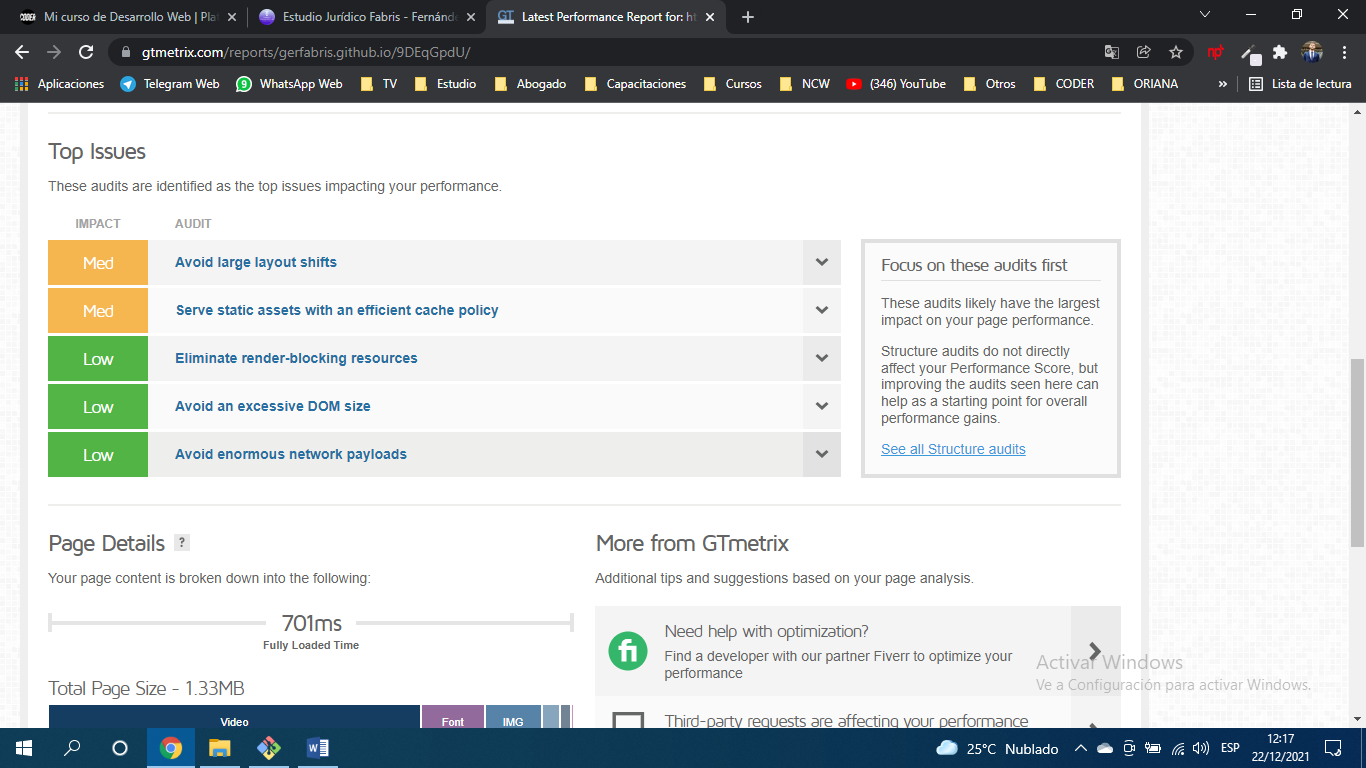 Mi curso de Desarrollo Web | Pla
Estudio Jurídico Fabris - Fernánd
GT Latest Performance Report for: h
gtmetrix.com/reports/gerfabris.github.io/9DEqGpdU/
Aplicaciones Telegram Web WhatsApp Web TV Estudio Abogado Capacitaciones Cursos NCW (346) YouTube Otros CODER ORIANA » Lista de lectura
Top Issues
These audits are identified as the top issues impacting your performance.
IMPACT AUDIT
Med Avoid large layout shifts
Med Serve static assets with an efficient cache policy
Low Eliminate render-blocking resources
Low Avoid an excessive DOM size
Low Avoid enormous network payloads
Focus on these audits first
These audits likely have the largest
impact on your page performance.
Structure audits do not directly
affect your Performance Score, but
improving the audits seen here can
help as a starting point for overall
performance gains.
See all Structure audits
Page Details ?
Your page content is broken down into the following:
701ms
Fully Loaded Time
Total Page Size - 1.33MB
Video Font IMG
More from GTmetrix
Additional tips and suggestions based on your page analysis.
fi
Need help with optimization?
Find a developer with our partner Fiverr to optimize your
performance
Third-party requests are affecting your performance
Activar Windows
Ve a Configuración para activar Windows.
25°C Nublado
ESP
12:17
22/12/2021